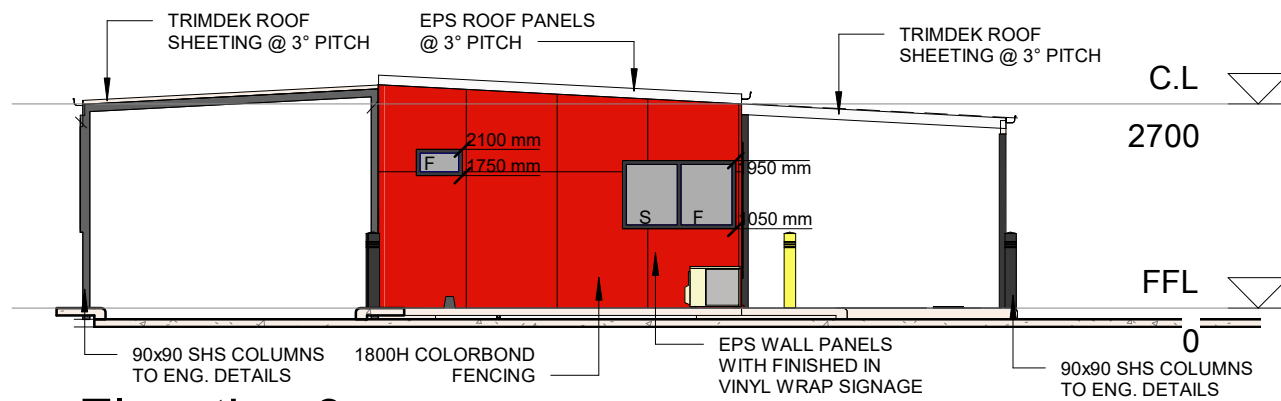 TRIMDEK ROOF
SHEETING @ 3° PITCH
EPS ROOF PANELS
@ 3° PITCH
TRIMDEK ROOF
SHEETING @ 3° PITCH
C.L
2700
2100 mm
F
1750 mm
1950 mm
S
F
1050 mm
FFL
0
90x90 SHS COLUMNS
TO ENG. DETAILS
1800H COLORBOND
FENCING
EPS WALL PANELS
WITH FINISHED IN
VINYL WRAP SIGNAGE
90x90 SHS COLUMNS
TO ENG. DETAILS